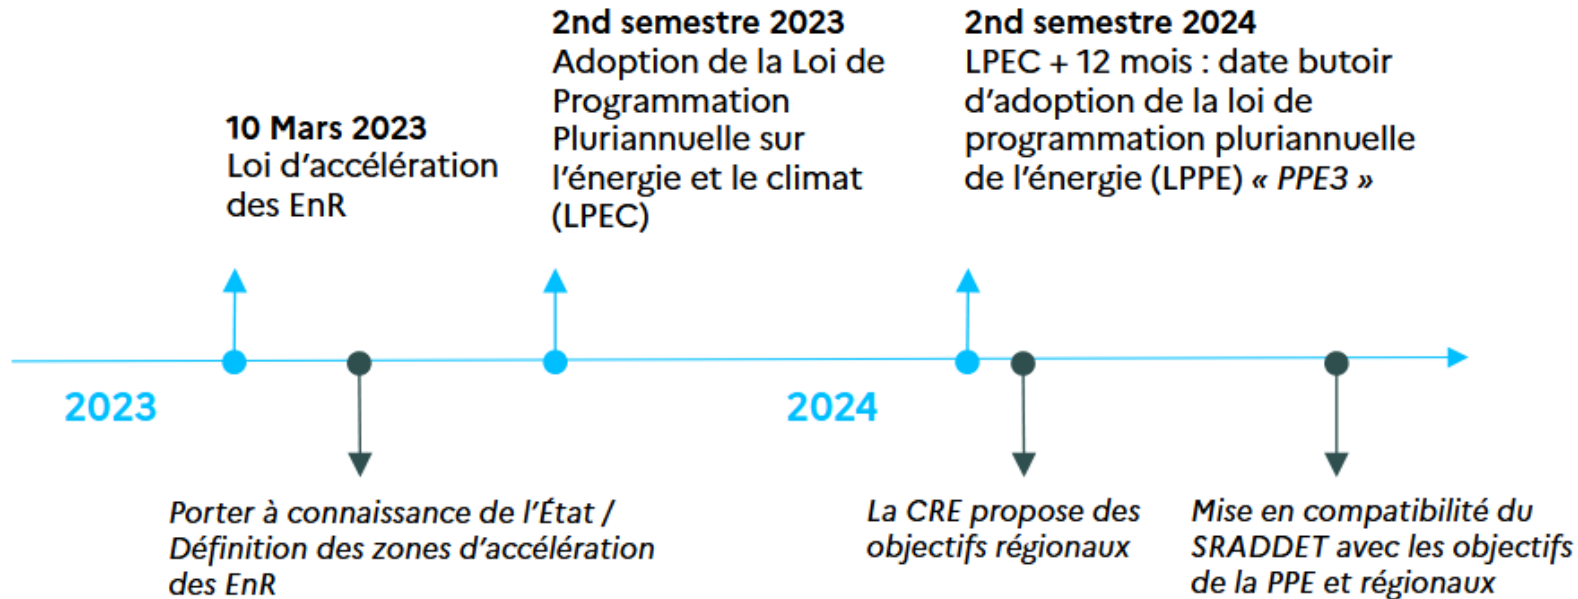 10 Mars 2023
Loi d'accélération
des EnR
2nd semestre 2023
Adoption de la Loi de
Programmation
Pluriannuelle sur
l'énergie et le climat
(LPEC)
2nd semestre 2024
LPEC + 12 mois : date butoir
d'adoption de la loi de
programmation pluriannuelle
de l'énergie (LPPE) « PPE3 »
2023
2024
Porter à connaissance de l'État /
Définition des zones d'accélération
des EnR
La CRE propose des
objectifs régionaux
Mise en compatibilité du
SRADDET avec les objectifs
de la PPE et régionaux